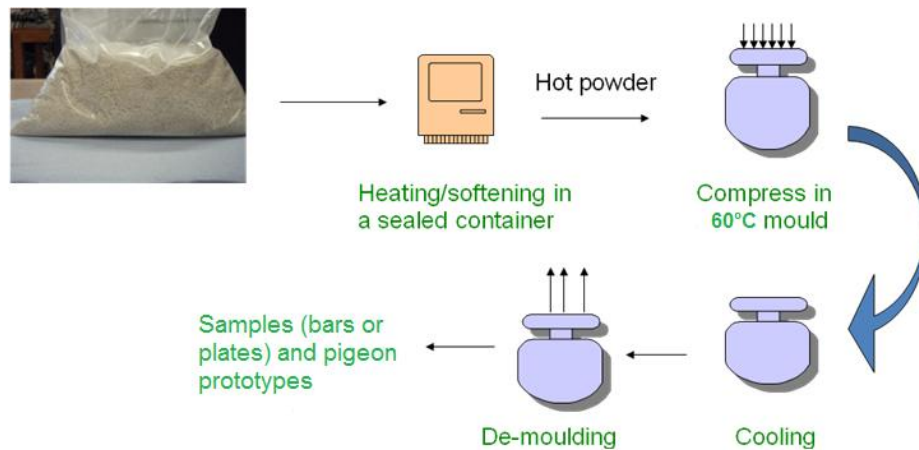 Hot powder
Heating/softening in
a sealed container
Compress in
60°C mould
Samples (bars or
plates) and pigeon
prototypes
De-moulding
Cooling